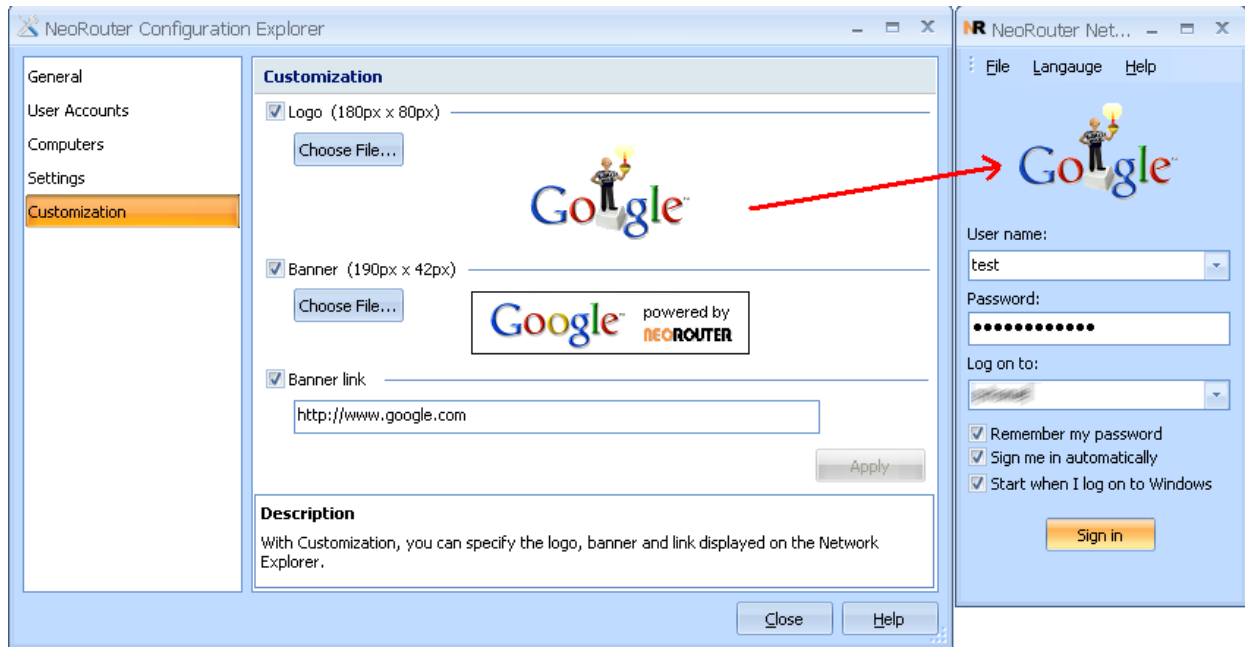 NeoRouter Configuration Explorer
General
User Accounts
Computers
Settings
Customization
Customization
Logo (180px x 80px)
Choose File...
Google™
Banner (190px x 42px)
Choose File...
Google™ powered by
NEOROUTER
Banner link
http://www.google.com
Apply
Description
With Customization, you can specify the logo, banner and link displayed on the Network
Explorer.
Close Help
NR NeoRouter Net...
File Langauge Help
Google™
User name:
test
Password:
●●●●●●●●●●●●
Log on to:
Remember my password
Sign me in automatically
Start when I log on to Windows
Sign in